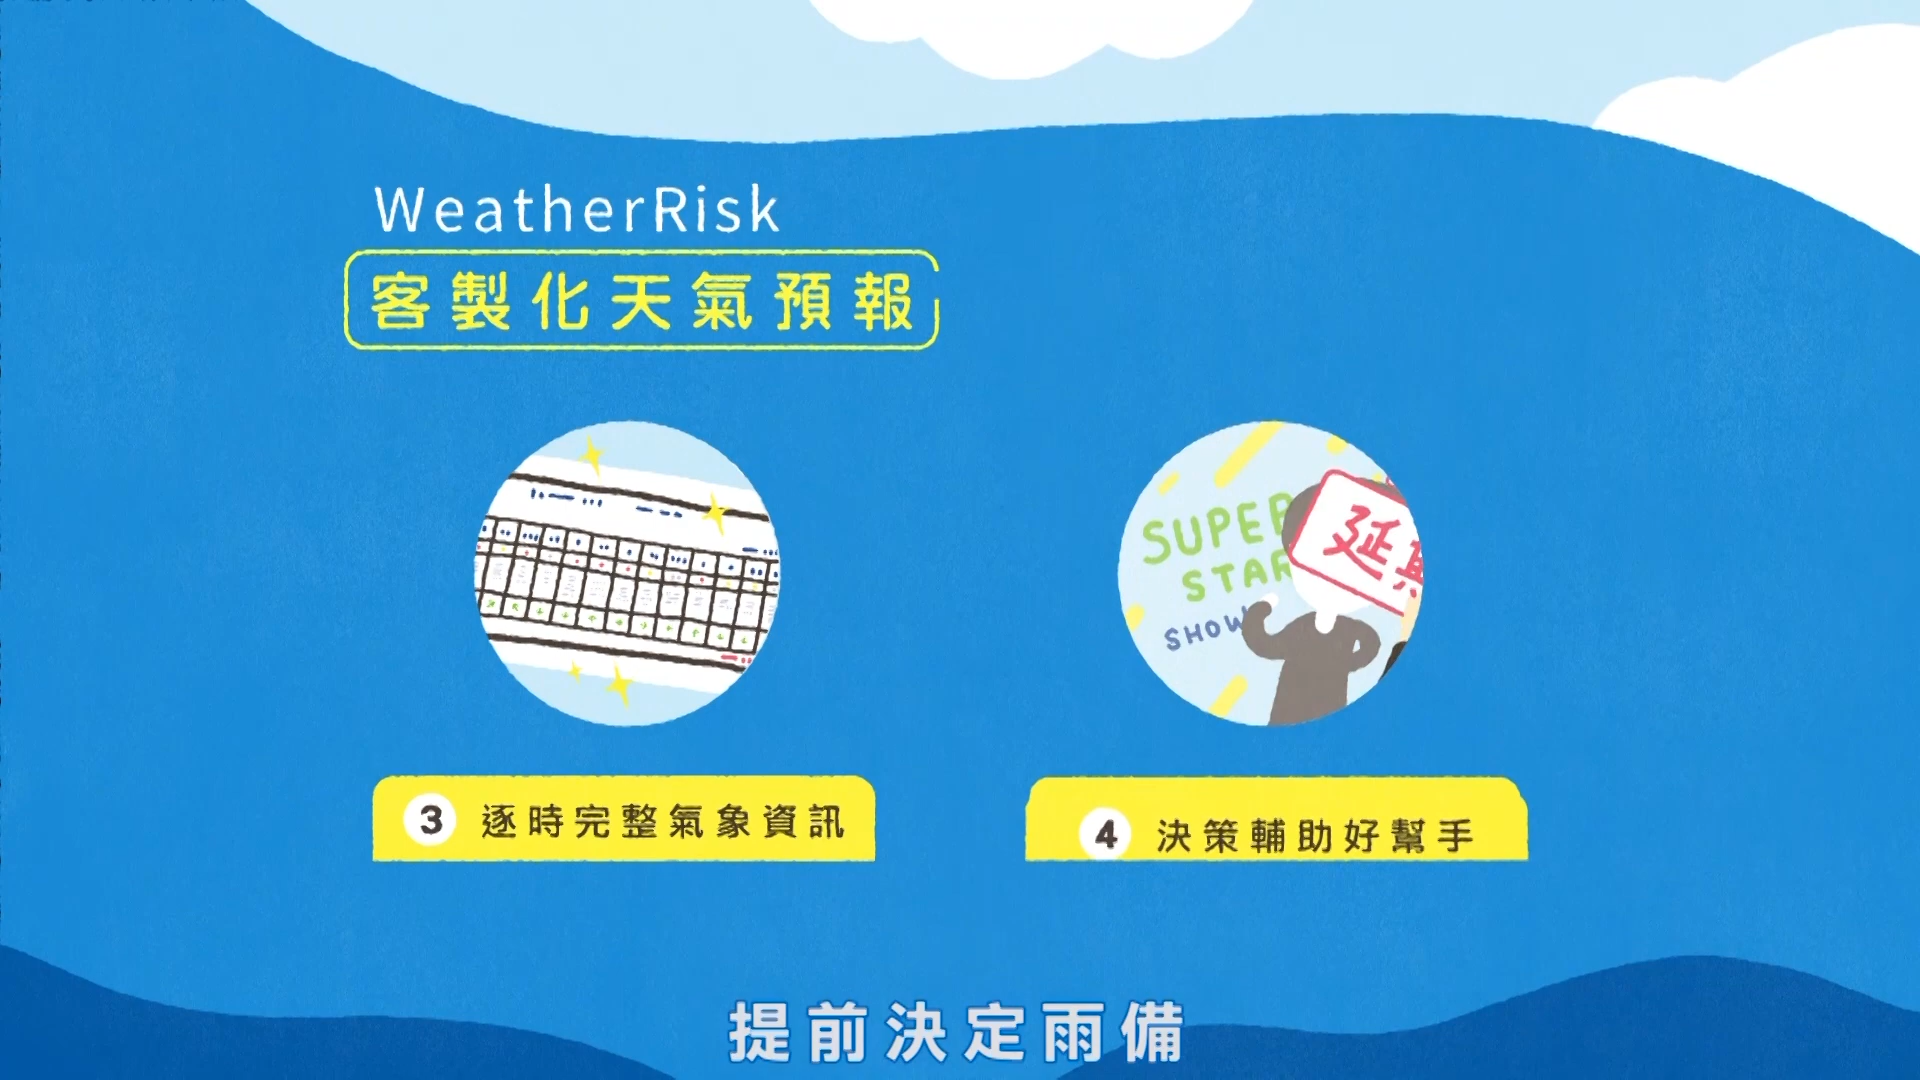 WeatherRisk
客製化天氣預報
SUPER
STAR
SHOW
延期
3 逐時完整氣象資訊
4 決策輔助好幫手
提前決定雨備